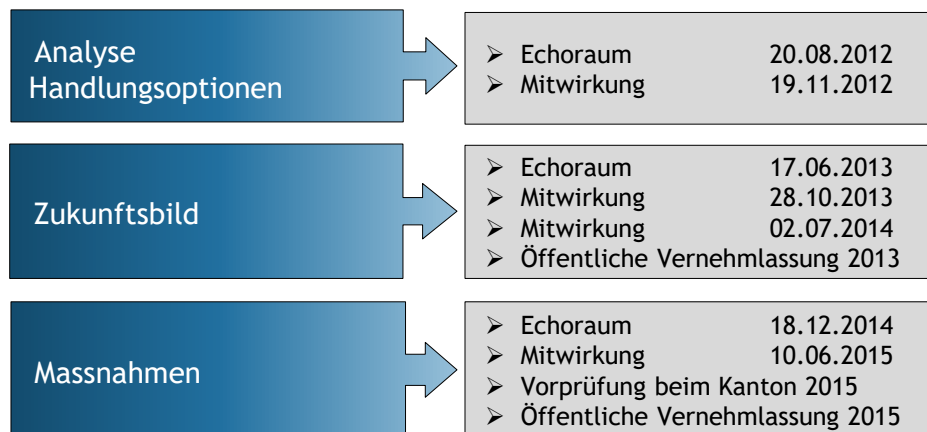 Analyse
Handlungsoptionen
➢ Echoraum 20.08.2012
➢ Mitwirkung 19.11.2012
Zukunftsbild
➢ Echoraum 17.06.2013
➢ Mitwirkung 28.10.2013
➢ Mitwirkung 02.07.2014
➢ Öffentliche Vernehmlassung 2013
Massnahmen
➢ Echoraum 18.12.2014
➢ Mitwirkung 10.06.2015
➢ Vorprüfung beim Kanton 2015
➢ Öffentliche Vernehmlassung 2015